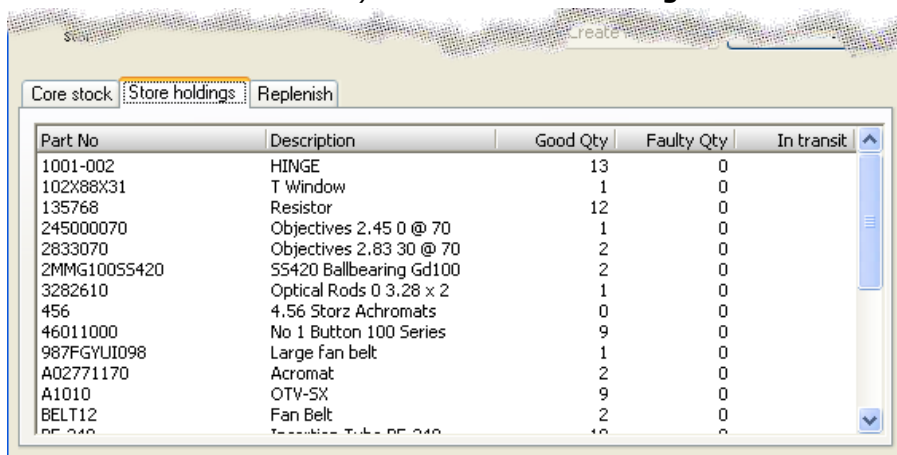 Create
Core stock Store holdings Replenish
Part No Description Good Qty Faulty Qty In transit
1001-002 HINGE 13 0
102X88X31 T Window 1 0
135768 Resistor 12 0
245000070 Objectives 2.45 0 @ 70 1 0
2833070 Objectives 2.83 30 @ 70 2 0
2MMG100SS420 SS420 Ballbearing Gd100 2 0
3282610 Optical Rods 0 3.28 x 2 1 0
456 4.56 Storz Achromats 0 0
46011000 No 1 Button 100 Series 9 0
987FGYUI098 Large fan belt 1 0
A02771170 Acromat 2 0
A1010 OTV-SX 9 0
BELT12 Fan Belt 2 0